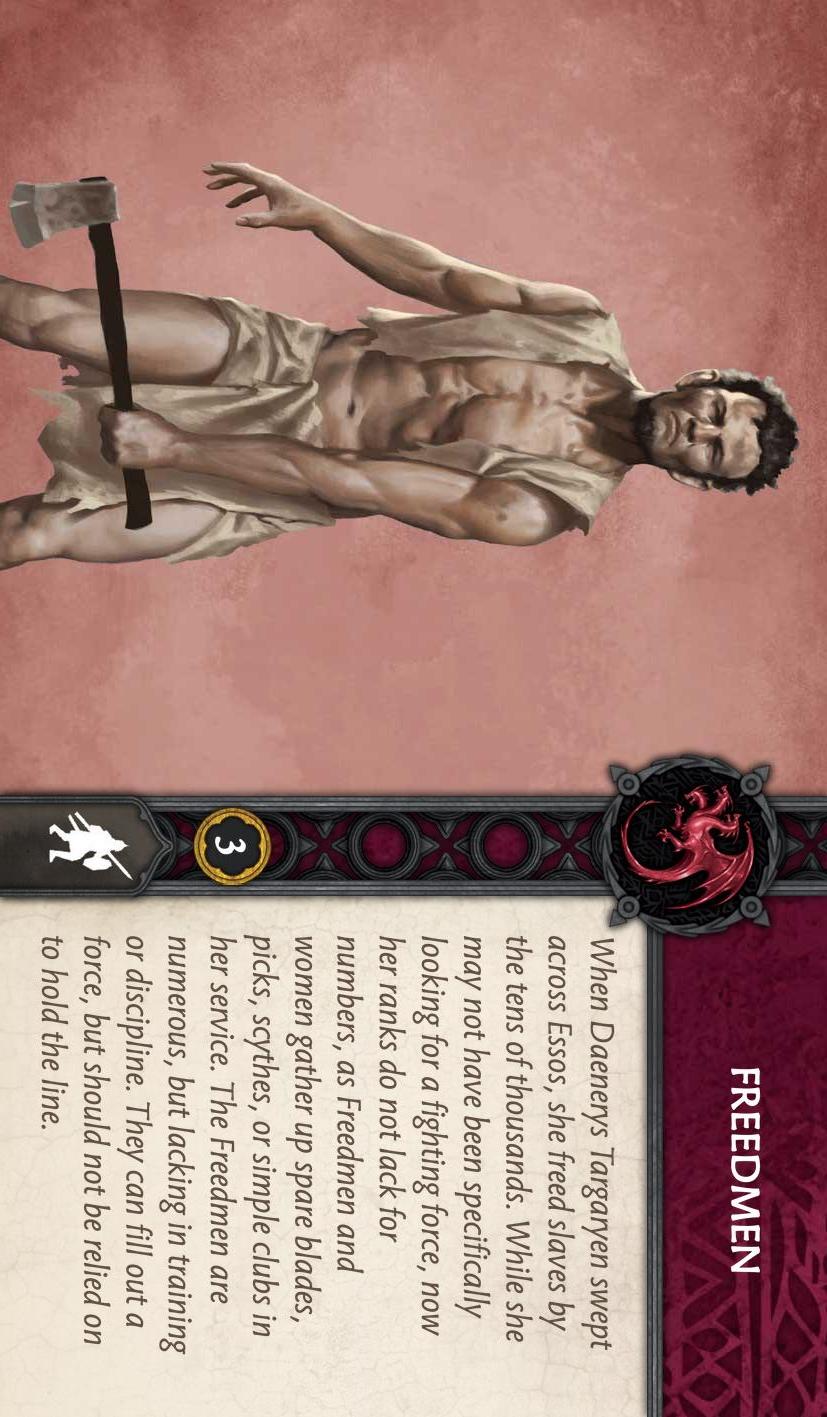 FREEDMEN
When Daenerys Targaryen swept
across Essos, she freed slaves by
the tens of thousands. While she
may not have been specifically
looking for a fighting force, now
her ranks do not lack for
numbers, as Freedmen and
women gather up spare blades,
picks, scythes, or simple clubs in
her service. The Freedmen are
numerous, but lacking in training
or discipline. They can fill out a
force, but should not be relied on
to hold the line.
3